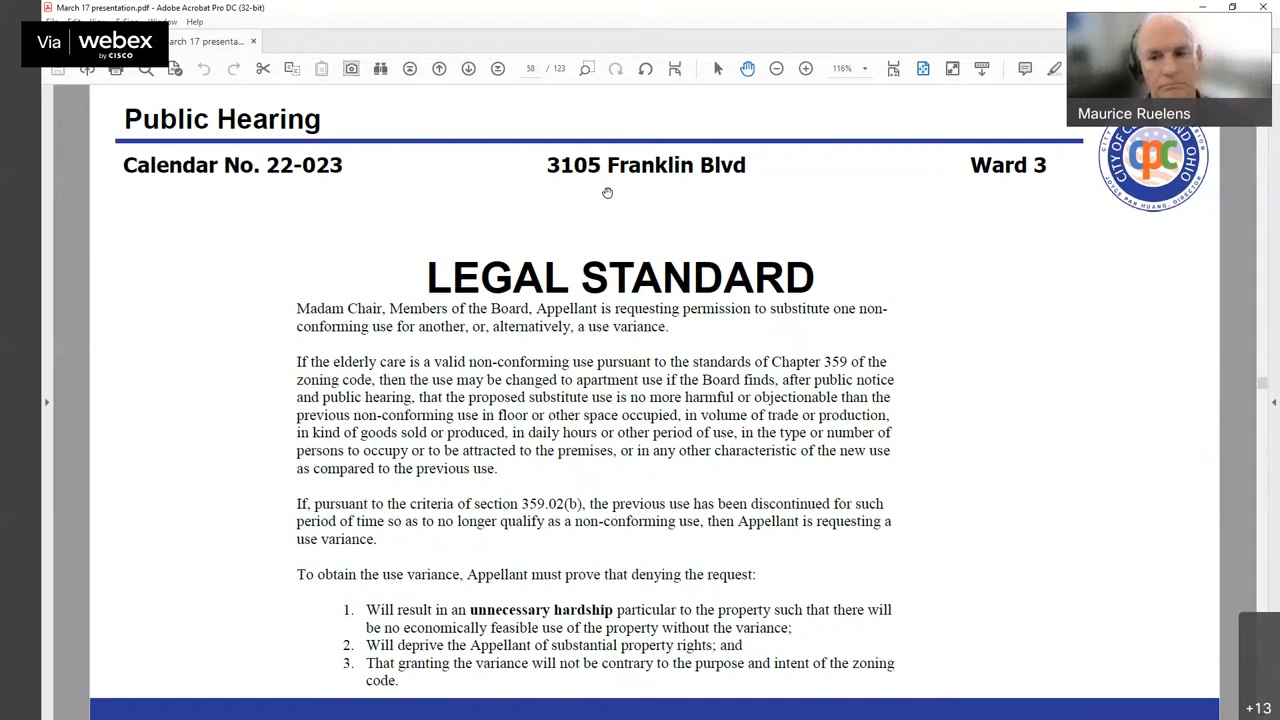 March 17 presentation.pdf - Adobe Acrobat Pro DC (32-bit)
Window Help
Via webex
by CISCO
arch 17 presenta...
58 / 123
116%
Maurice Ruelens
Public Hearing
Calendar No. 22-023 3105 Franklin Blvd Ward 3
cpc
OHIO
JOYCE PAN HUANG, DIRECTOR
LEGAL STANDARD
Madam Chair, Members of the Board, Appellant is requesting permission to substitute one non-
conforming use for another, or, alternatively, a use variance.
If the elderly care is a valid non-conforming use pursuant to the standards of Chapter 359 of the
zoning code, then the use may be changed to apartment use if the Board finds, after public notice
and public hearing, that the proposed substitute use is no more harmful or objectionable than the
previous non-conforming use in floor or other space occupied, in volume of trade or production,
in kind of goods sold or produced, in daily hours or other period of use, in the type or number of
persons to occupy or to be attracted to the premises, or in any other characteristic of the new use
as compared to the previous use.
If, pursuant to the criteria of section 359.02(b), the previous use has been discontinued for such
period of time so as to no longer qualify as a non-conforming use, then Appellant is requesting a
use variance.
To obtain the use variance, Appellant must prove that denying the request:
1. Will result in an unnecessary hardship particular to the property such that there will
be no economically feasible use of the property without the variance;
2. Will deprive the Appellant of substantial property rights; and
3. That granting the variance will not be contrary to the purpose and intent of the zoning
code.
+13